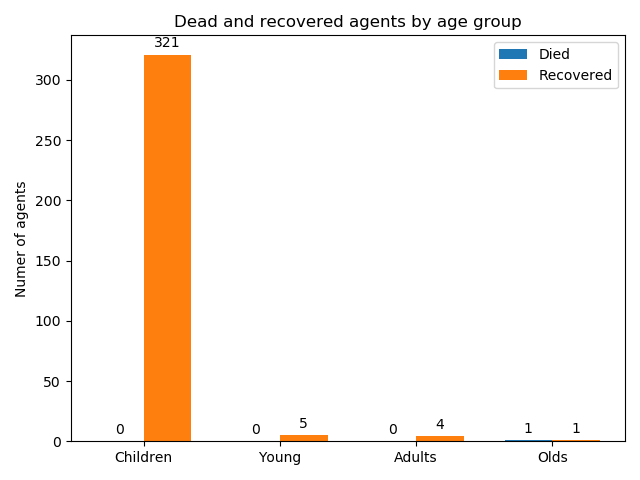 Dead and recovered agents by age group
321
Died
Recovered
300
250
200
150
100
50
0
Numer of agents
0
0
5
0
4
1
1
Children
Young
Adults
Olds